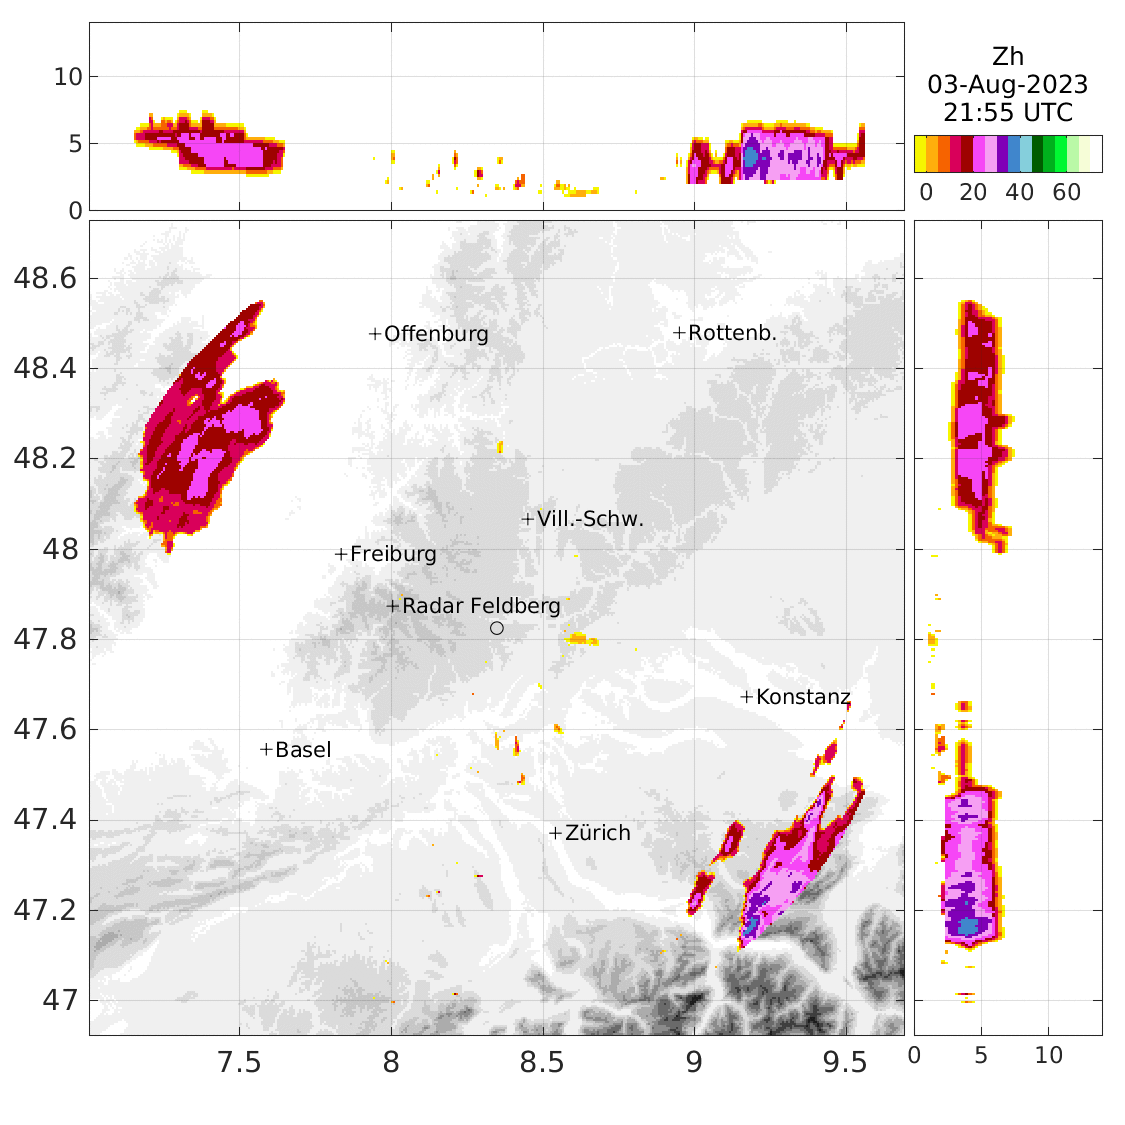 Zh
03-Aug-2023
21:55 UTC
10
5
0
0 20 40 60
48.6
48.4
48.2
48
47.8
47.6
47.4
47.2
47
+Offenburg
+Rottenb.
+Vill.-Schw.
+Freiburg
+Radar Feldberg
+Konstanz
+Basel
+Zürich
7.5 8 8.5 9 9.5
0 5 10